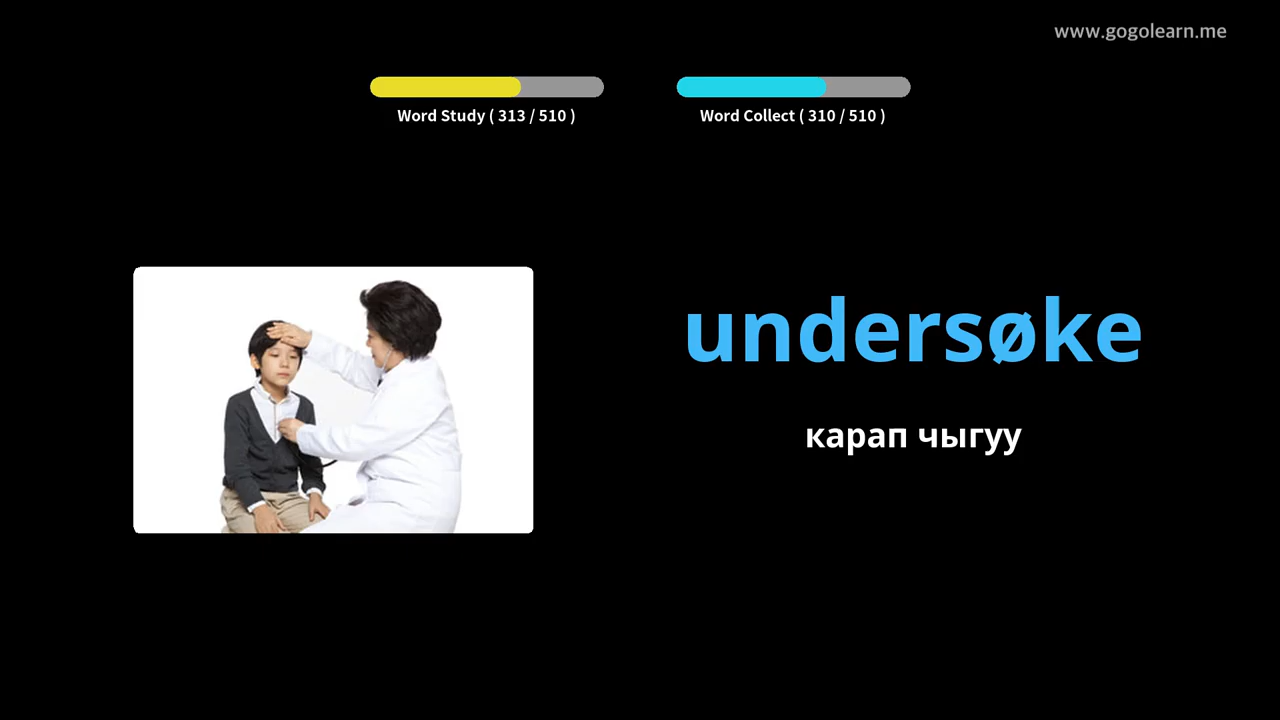 www.gogolearn.me
Word Study ( 313 / 510 )
Word Collect ( 310 / 510 )
undersøke
карап чыгуу